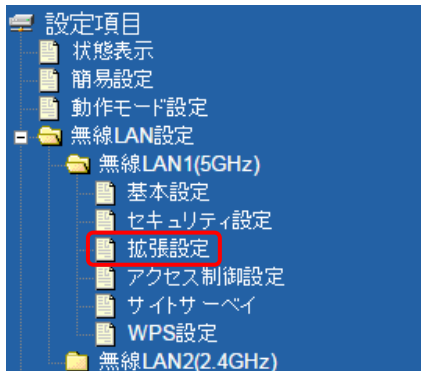 設定項目
状態表示
簡易設定
動作モード設定
無線LAN設定
無線LAN1(5GHz)
基本設定
セキュリティ設定
拡張設定
アクセス制御設定
サイトサーベイ
WPS設定
無線LAN2(2.4GHz)